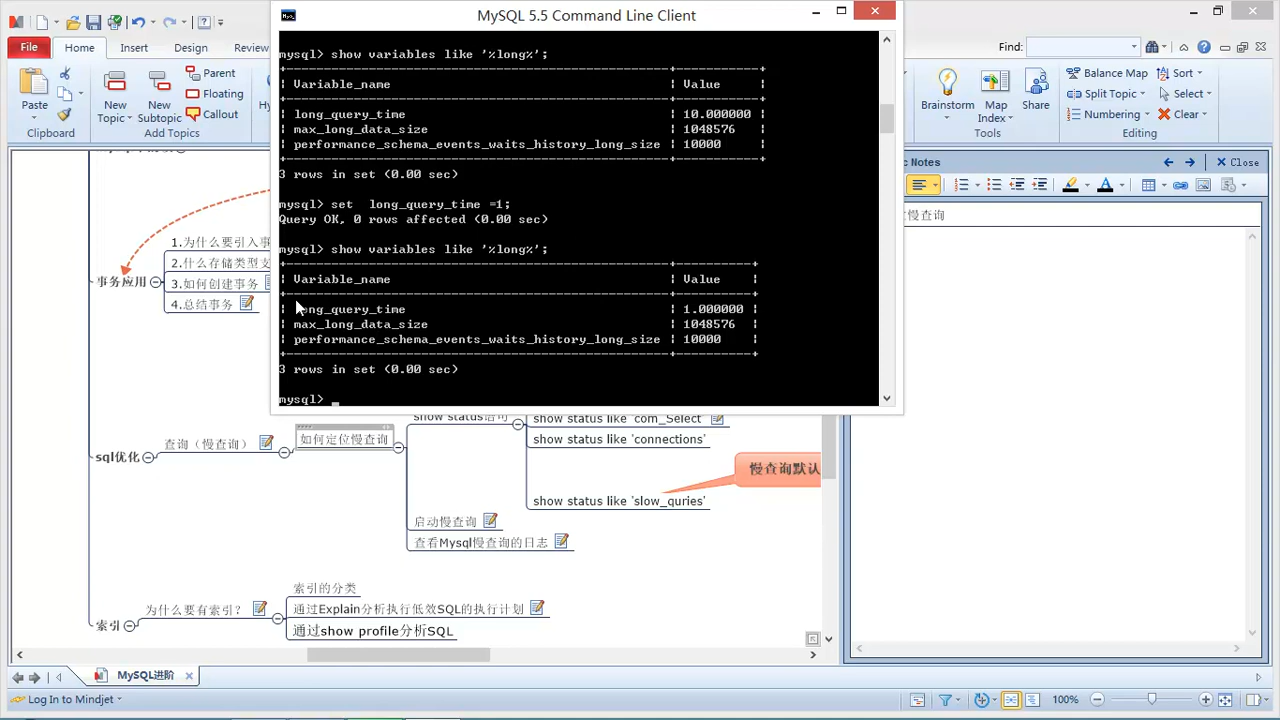 MySQL 5.5 Command Line Client
File
Home
Insert
Design
Review
Find:
Paste
Clipboard
New Topic
New Subtopic
Parent
Floating
Callout
Add Topics
Brainstorm
Map Index
Share
Tools
Balance Map
Split Topic
Numbering
Sort
Select
Clear
Editing
mysql> show variables like '%long%';
Variable_name | Value
long_query_time | 10.000000
max_long_data_size | 1048576
performance_schema_events_waits_history_long_size | 10000
3 rows in set (0.00 sec)
mysql> set  long_query_time =1;
Query OK, 0 rows affected (0.00 sec)
mysql> show variables like '%long%';
Variable_name | Value
long_query_time | 1.000000
max_long_data_size | 1048576
performance_schema_events_waits_history_long_size | 10000
3 rows in set (0.00 sec)
mysql> _
Notes
Close
慢查询
事务应用
1.为什么要引入事
2.什么存储类型支
3.如何创建事务
4.总结事务
sql优化
查询（慢查询）
如何定位慢查询
show status语句
show status like 'com_Select'
show status like 'connections'
show status like 'slow_quries'
慢查询默认
启动慢查询
查看Mysql慢查询的日志
索引
为什么要有索引？
索引的分类
通过Explain分析执行低效SQL的执行计划
通过show profile分析SQL
MySQL进阶
Log In to Mindjet
100%